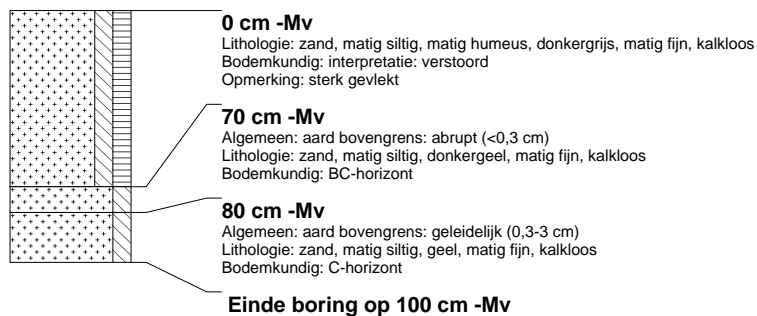 0 cm -Mv
Lithologie: zand, matig siltig, matig humeus, donkergrijs, matig fijn, kalkloos
Bodemkundig: interpretatie: verstoord
Opmerking: sterk gevlekt
70 cm -Mv
Algemeen: aard bovengrens: abrupt (<0,3 cm)
Lithologie: zand, matig siltig, donkergeel, matig fijn, kalkloos
Bodemkundig: BC-horizont
80 cm -Mv
Algemeen: aard bovengrens: geleidelijk (0,3-3 cm)
Lithologie: zand, matig siltig, geel, matig fijn, kalkloos
Bodemkundig: C-horizont
Einde boring op 100 cm -Mv